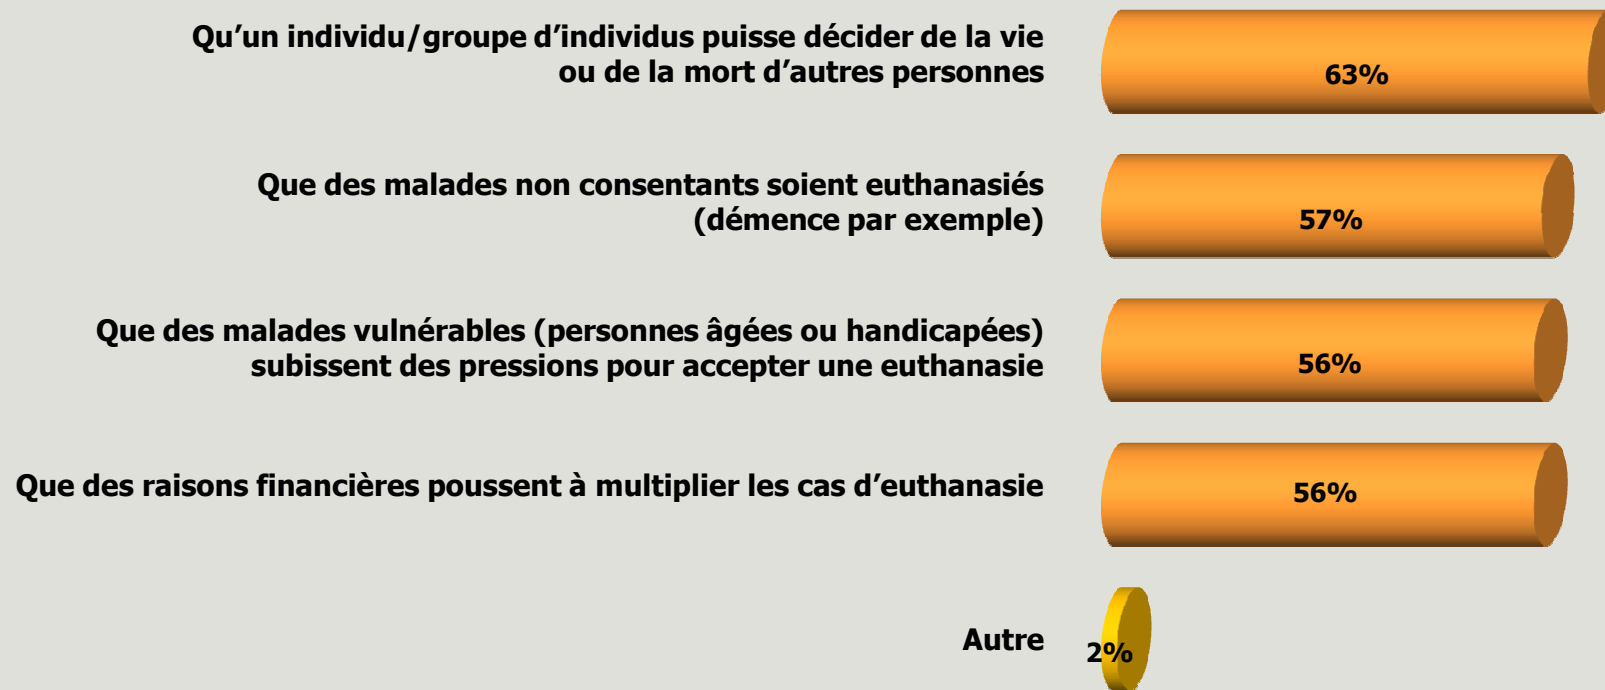 Qu’un individu/groupe d’individus puisse décider de la vie
ou de la mort d’autres personnes
63%
Que des malades non consentants soient euthanasiés
(démence par exemple)
57%
Que des malades vulnérables (personnes âgées ou handicapées)
subissent des pressions pour accepter une euthanasie
56%
Que des raisons financières poussent à multiplier les cas d’euthanasie
56%
Autre
2%